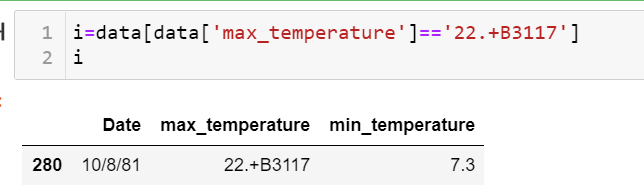 1 i=data[data['max_temperature']=='22.+B3117']
2 i
Date max_temperature min_temperature
280 10/8/81 22.+B3117 7.3